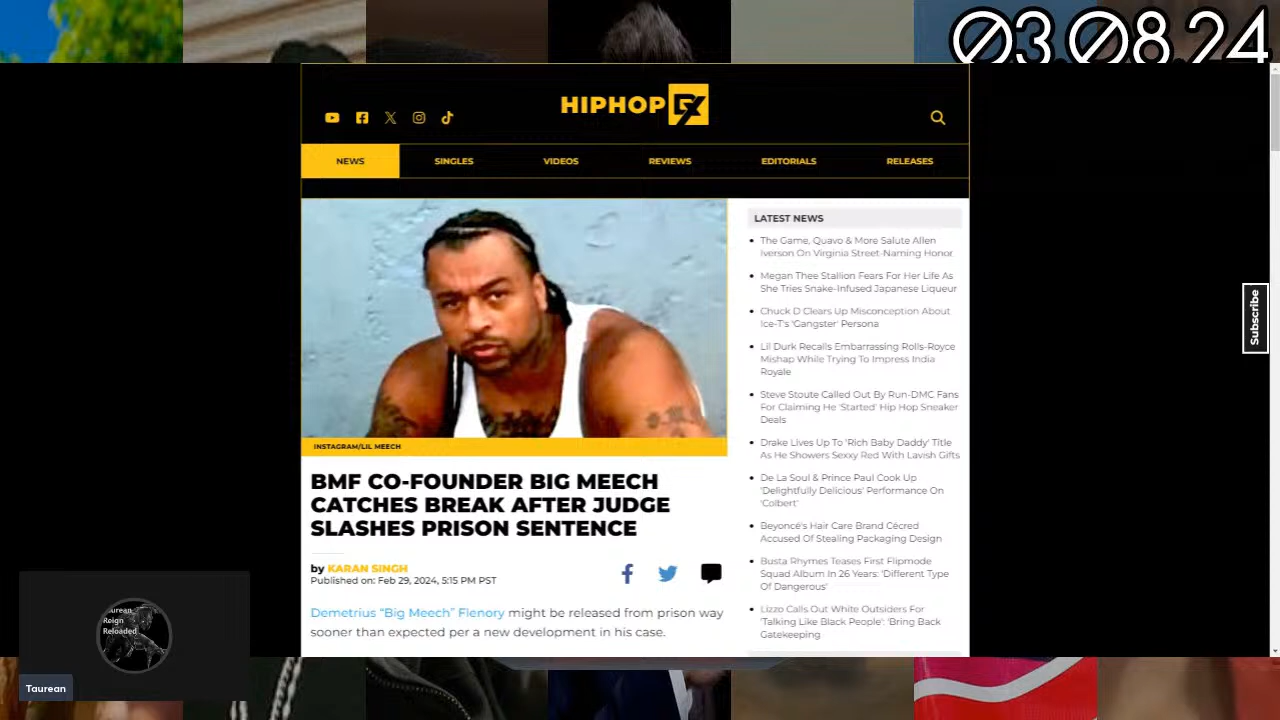 03.08.24
HIPHOP DX
NEWS
SINGLES
VIDEOS
REVIEWS
EDITORIALS
RELEASES
INSTAGRAM/LIL MEECH
BMF CO-FOUNDER BIG MEECH
CATCHES BREAK AFTER JUDGE
SLASHES PRISON SENTENCE
by KARAN SINGH
Published on: Feb 29, 2024, 5:15 PM PST
Demetrius "Big Meech" Flenory might be released from prison way
sooner than expected per a new development in his case.
LATEST NEWS
The Game, Quavo & More Salute Allen
Iverson On Virginia Street-Naming Honor
Megan Thee Stallion Fears For Her Life As
She Tries Snake-Infused Japanese Liqueur
Chuck D Clears Up Misconception About
Ice-T's 'Gangster' Persona
Lil Durk Recalls Embarrassing Rolls-Royce
Mishap While Trying To Impress India
Royale
Steve Stoute Called Out By Run-DMC Fans
For Claiming He 'Started' Hip Hop Sneaker
Deals
Drake Lives Up To 'Rich Baby Daddy' Title
As He Showers Sexxy Red With Lavish Gifts
De La Soul & Prince Paul Cook Up
'Delightfully Delicious' Performance On
'Colbert'
Beyoncé's Hair Care Brand Cécred
Accused Of Stealing Packaging Design
Busta Rhymes Teases First Flipmode
Squad Album In 26 Years: 'Different Type
Of Dangerous'
Lizzo Calls Out White Outsiders For
'Talking Like Black People': 'Bring Back
Gatekeeping
Subscribe
Taurean
Reign
Reloaded
Taurean